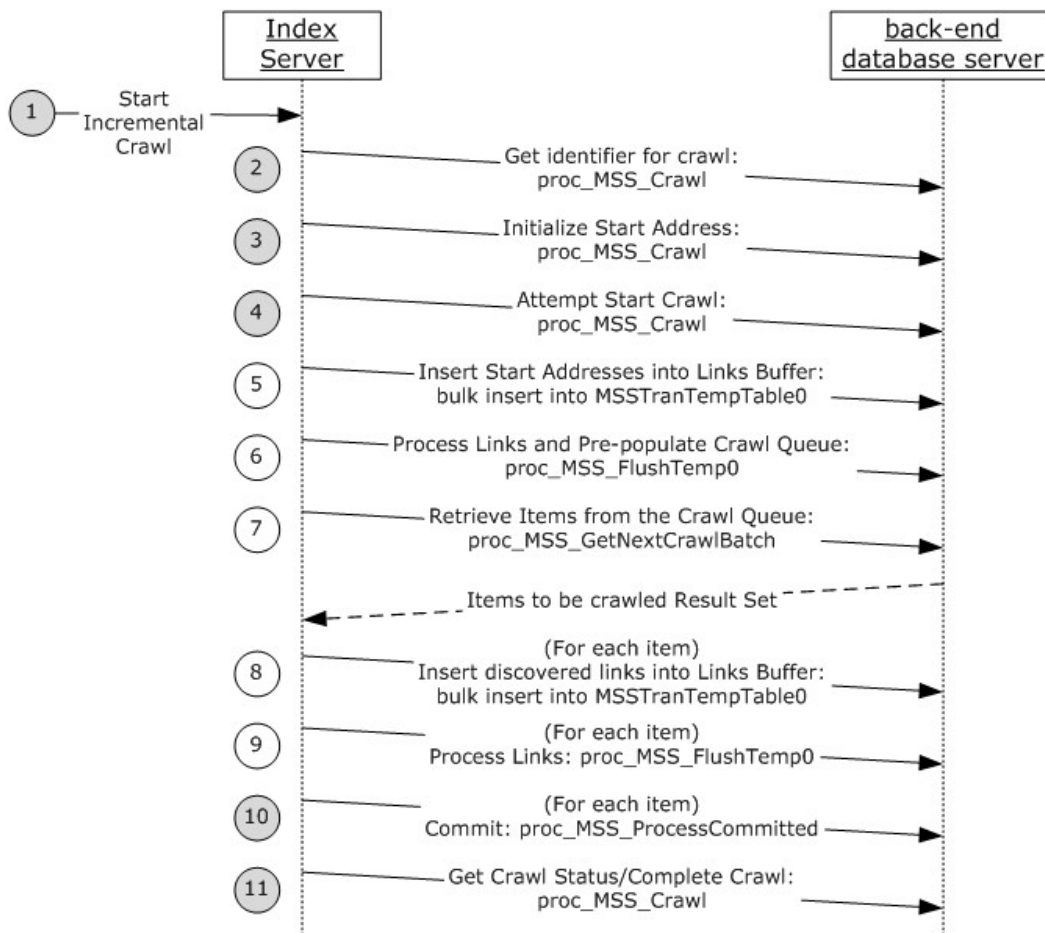 Index
Server
back-end
database server
1
Start
Incremental
Crawl
2
Get identifier for crawl:
proc_MSS_Crawl
3
Initialize Start Address:
proc_MSS_Crawl
4
Attempt Start Crawl:
proc_MSS_Crawl
5
Insert Start Addresses into Links Buffer:
bulk insert into MSSTranTempTable0
6
Process Links and Pre-populate Crawl Queue:
proc_MSS_FlushTemp0
7
Retrieve Items from the Crawl Queue:
proc_MSS_GetNextCrawlBatch
Items to be crawled Result Set
8
(For each item)
Insert discovered links into Links Buffer:
bulk insert into MSSTranTempTable0
9
(For each item)
Process Links: proc_MSS_FlushTemp0
10
(For each item)
Commit: proc_MSS_ProcessCommitted
11
Get Crawl Status/Complete Crawl:
proc_MSS_Crawl